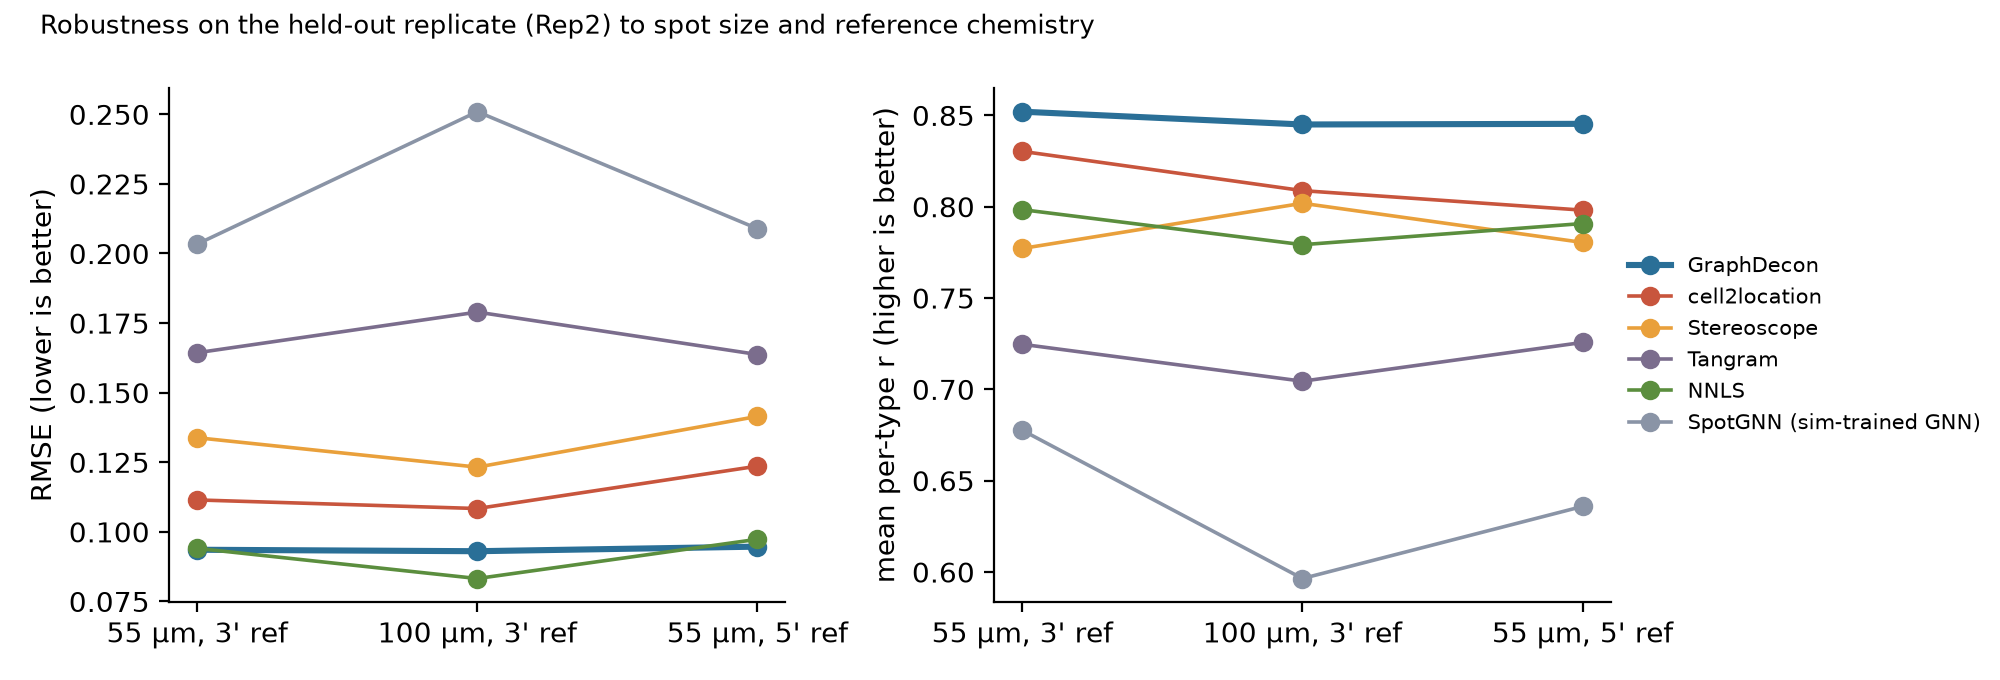 Robustness on the held-out replicate (Rep2) to spot size and reference chemistry
RMSE (lower is better)
0.250
0.225
0.200
0.175
0.150
0.125
0.100
0.075
55 µm, 3' ref
100 µm, 3' ref
55 µm, 5' ref
mean per-type r (higher is better)
0.85
0.80
0.75
0.70
0.65
0.60
55 µm, 3' ref
100 µm, 3' ref
55 µm, 5' ref
GraphDecon
cell2location
Stereoscope
Tangram
NNLS
SpotGNN (sim-trained GNN)